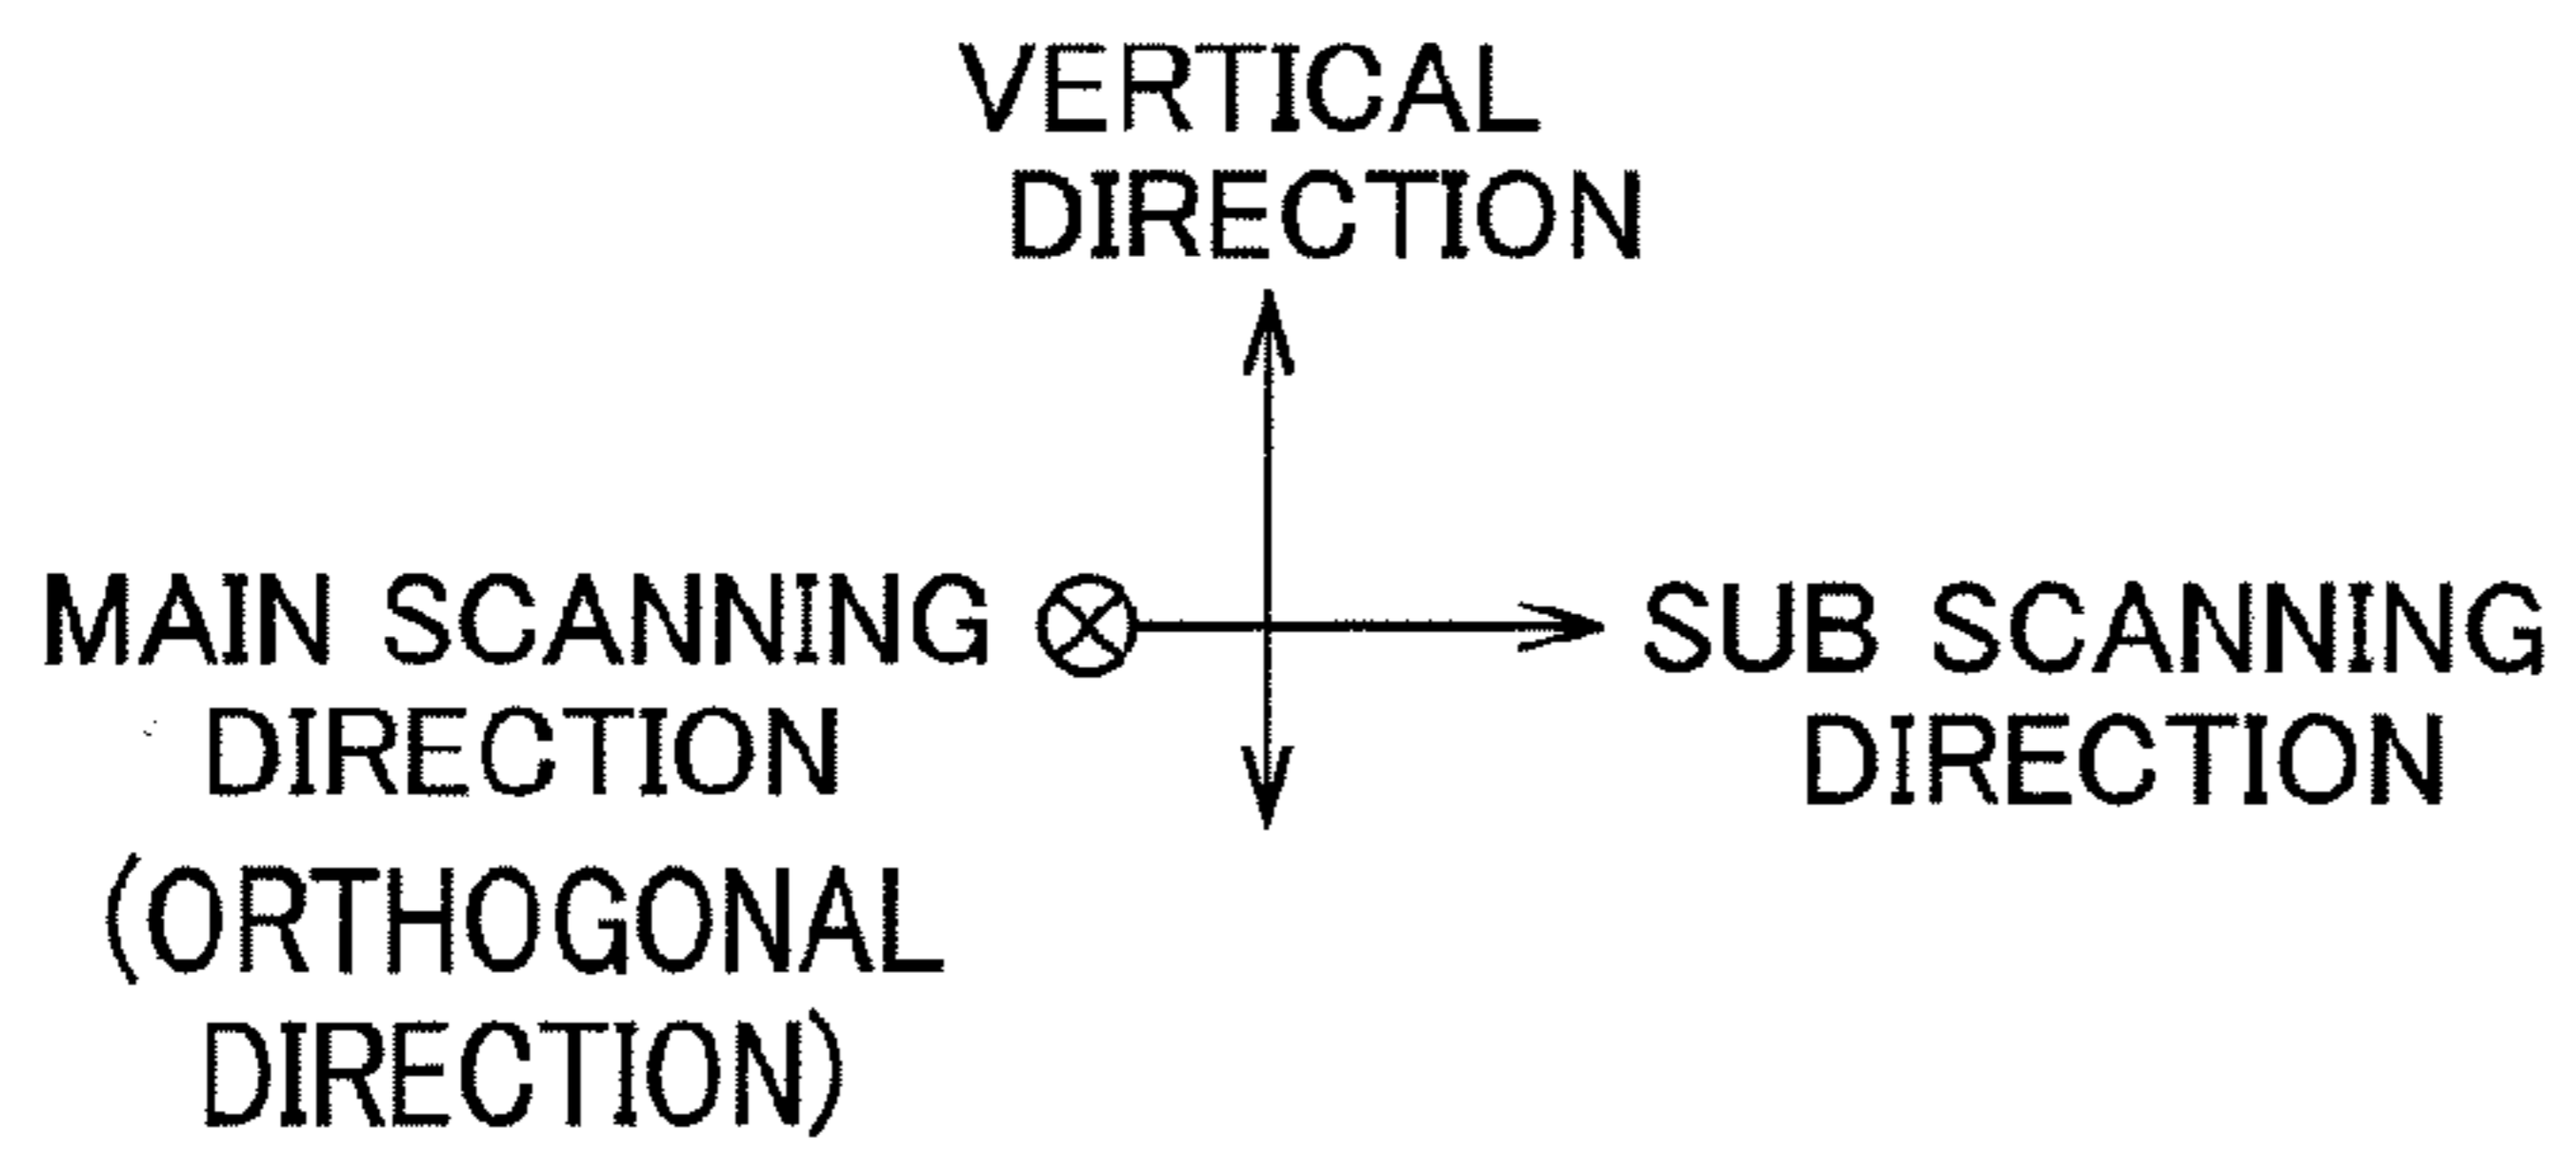 VERTICAL
DIRECTION
MAIN SCANNING
DIRECTION
(ORTHOGONAL
DIRECTION)
SUB SCANNING
DIRECTION